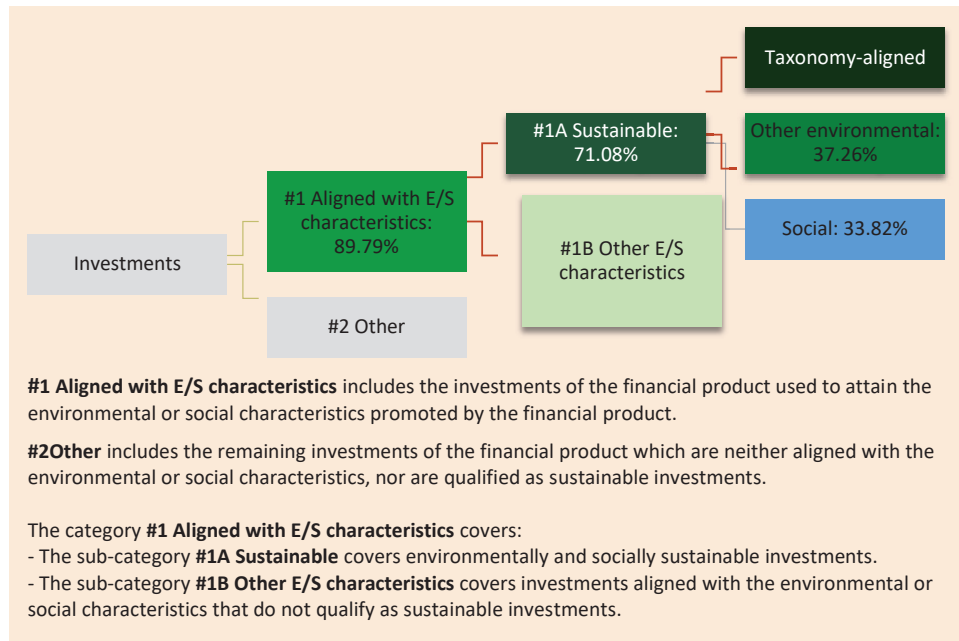 Taxonomy-aligned
#1A Sustainable:
71.08%
Other environmental:
37.26%
#1 Aligned with E/S
characteristics:
89.79%
#1B Other E/S
characteristics
Social: 33.82%
Investments
#2 Other
#1 Aligned with E/S characteristics includes the investments of the financial product used to attain the
environmental or social characteristics promoted by the financial product.
#2Other includes the remaining investments of the financial product which are neither aligned with the
environmental or social characteristics, nor are qualified as sustainable investments.
The category #1 Aligned with E/S characteristics covers:
- The sub-category #1A Sustainable covers environmentally and socially sustainable investments.
- The sub-category #1B Other E/S characteristics covers investments aligned with the environmental or
social characteristics that do not qualify as sustainable investments.